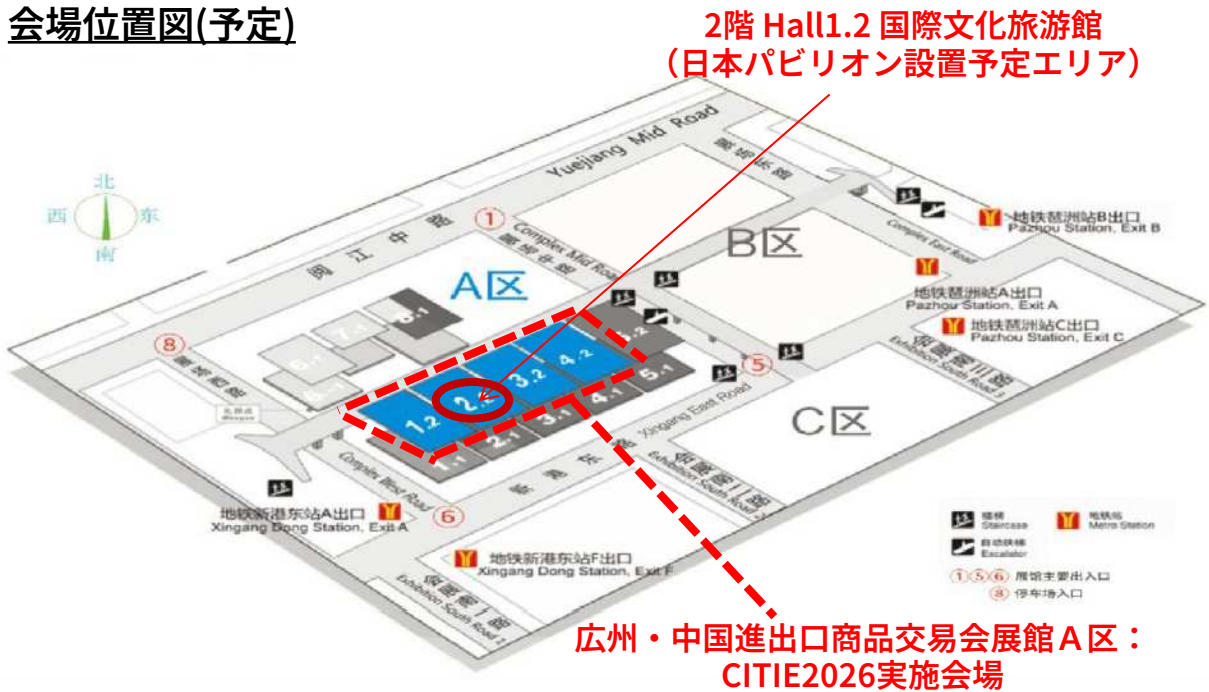 会場位置図(予定)
2階 Hall1.2 国際文化旅游館
（日本パビリオン設置予定エリア）
Yuejiang Mid Road
北
西
东
南
①
阅江中路
Complex Mid Road
B区
A区
地铁琶洲站B出口
Pazhou Station, Exit B
Complex East Road
地铁琶洲站A出口
Pazhou Station, Exit A
地铁琶洲站C出口
Pazhou Station, Exit C
Exhibition South Road 3
8.1
7.1
6.1
⑧
1.2
3.2
4.2
1.1
2.1
3.1
4.1
5.1
⑤
C区
Xingang East Road
新港东路
Complex West Road
地铁新港东站A出口
Xingang Dong Station, Exit A
⑥
地铁新港东站F出口
Xingang Dong Station, Exit F
楼梯
Staircase
地铁站
Metro Station
自动扶梯
Escalator
①⑤⑥ 展馆主要出入口
⑧ 停车场入口
広州・中国進出口商品交易会展館Ａ区：
CITIE2026実施会場